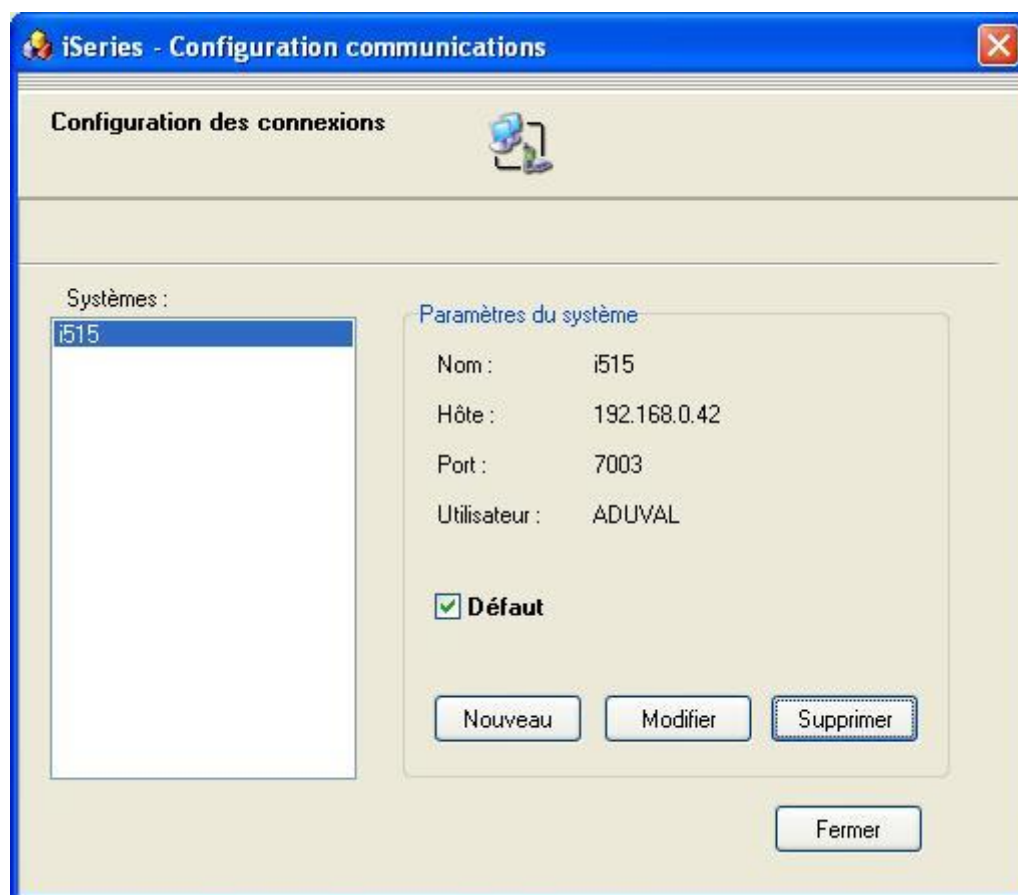 iSeries - Configuration communications
Configuration des connexions
Systèmes :
i515
Paramètres du système
Nom : i515
Hôte : 192.168.0.42
Port : 7003
Utilisateur : ADUVAL
Défaut
Nouveau Modifier Supprimer
Fermer